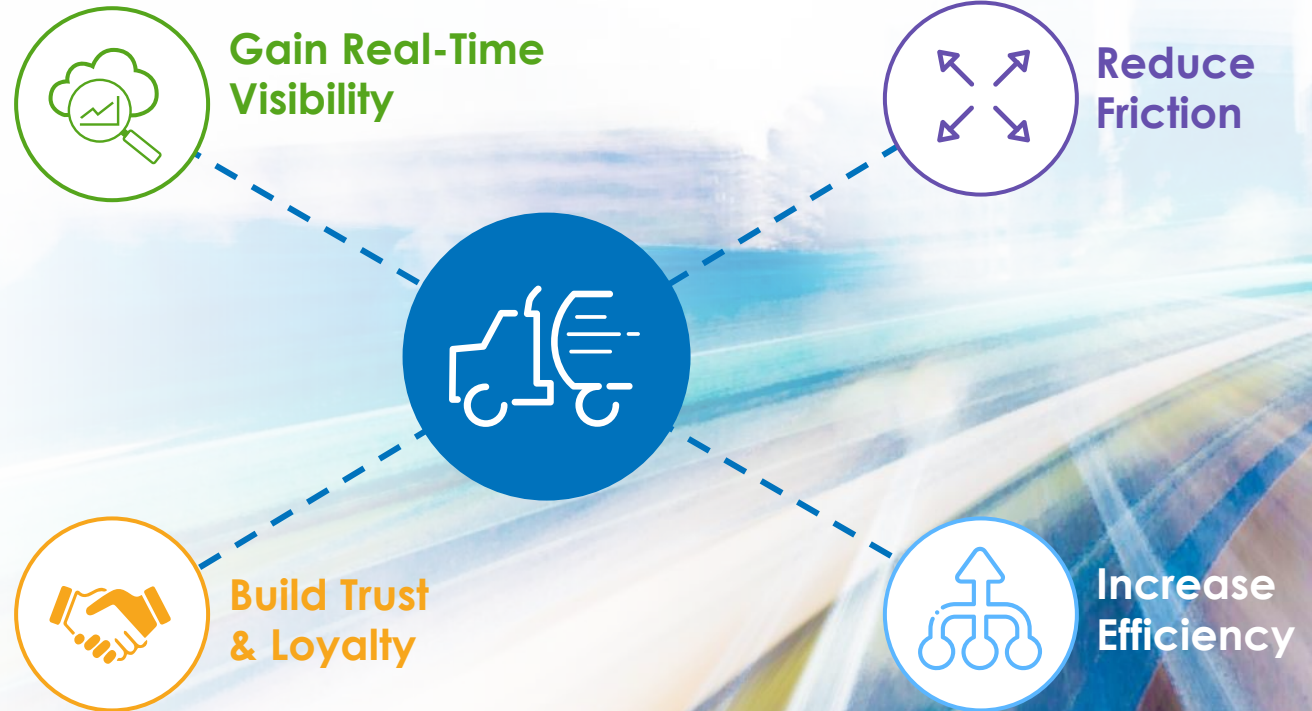 Gain Real-Time
Visibility
Reduce
Friction
Build Trust
& Loyalty
Increase
Efficiency